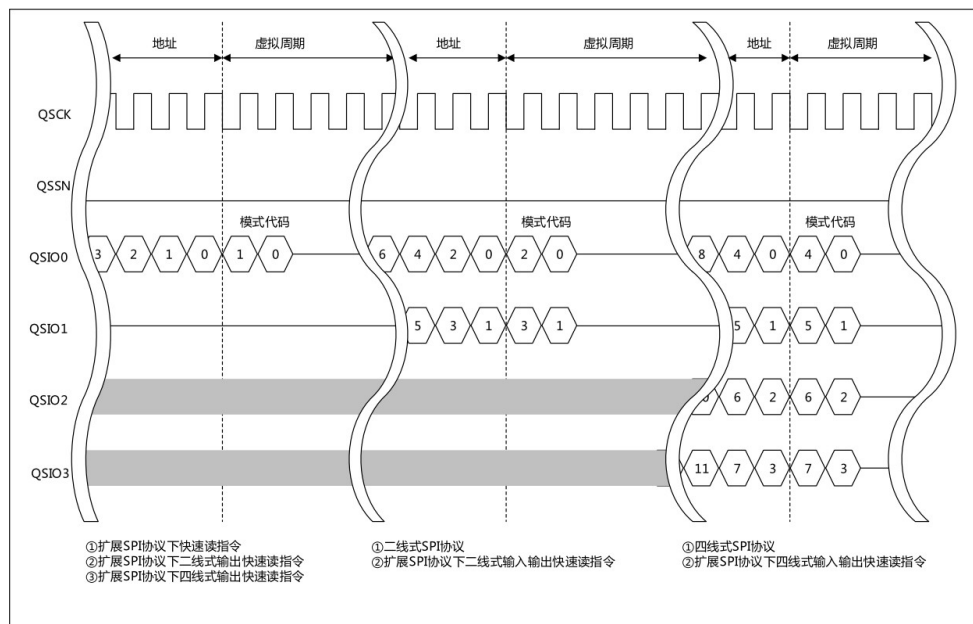 地址 虚拟周期 地址 虚拟周期 地址 虚拟周期
QSCK
QSSN
模式代码 模式代码 模式代码
QSIO0 3 2 1 0 1 0 6 4 2 0 2 0 8 4 0 4 0
QSIO1 5 3 1 3 1 5 1 5 1
QSIO2 6 2 6 2
QSIO3 11 7 3 7 3
①扩展SPI协议下快速读指令 ①二线式SPI协议 ①四线式SPI协议
②扩展SPI协议下二线式输出快速读指令 ②扩展SPI协议下二线式输入输出快速读指令 ②扩展SPI协议下四线式输入输出快速读指令
③扩展SPI协议下四线式输出快速读指令